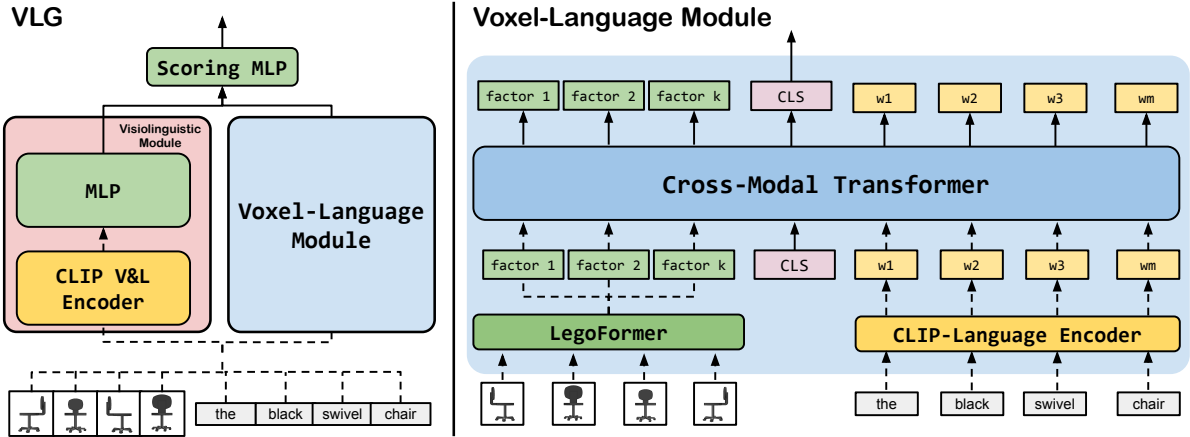 VLG
Scoring MLP
Visiolinguistic
Module
MLP
CLIP V&L
Encoder
Voxel-Language
Module
the black swivel chair
Voxel-Language Module
factor 1 factor 2 factor k CLS w1 w2 w3 wm
Cross-Modal Transformer
factor 1 factor 2 factor k CLS w1 w2 w3 wm
LegoFormer CLIP-Language Encoder
the black swivel chair